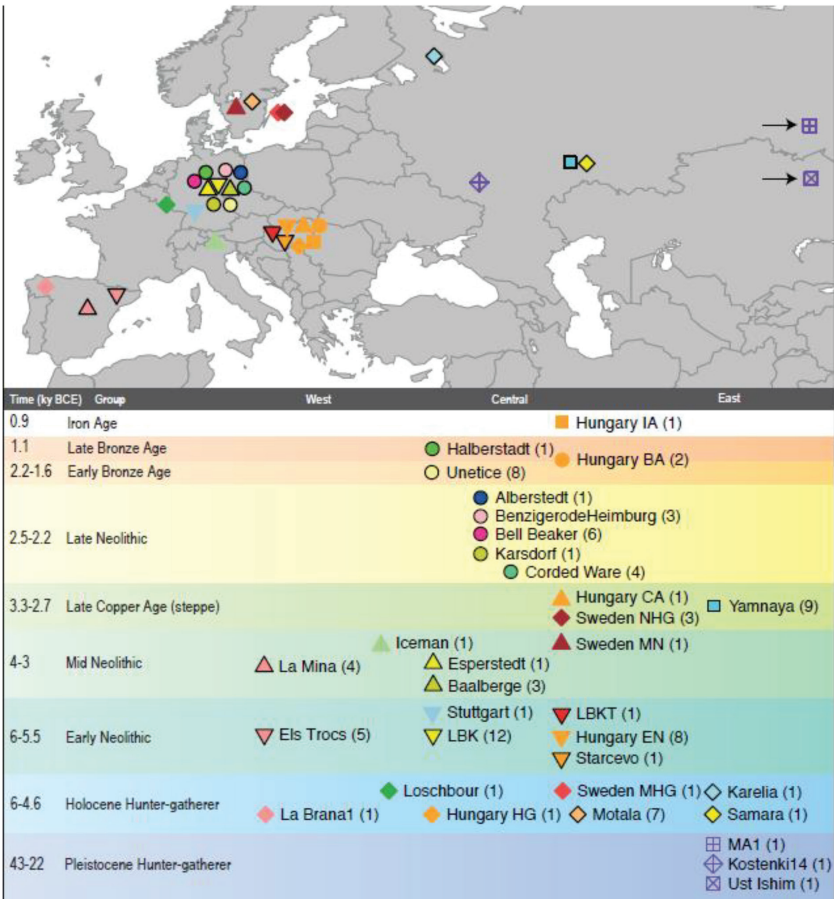 Time (ky BCE) Group West Central East
0.9 Iron Age Hungary IA (1)
1.1 Late Bronze Age Halberstadt (1)
Hungary BA (2)
2.2-1.6 Early Bronze Age Unetice (8)
Alberstedt (1)
BenzigerodeHeimburg (3)
2.5-2.2 Late Neolithic Bell Beaker (6)
Karsdorf (1)
Corded Ware (4)
Hungary CA (1)
3.3-2.7 Late Copper Age (steppe) Yamnaya (9)
Sweden NHG (3)
Iceman (1) Sweden MN (1)
4-3 Mid Neolithic La Mina (4) Esperstedt (1)
Baalberge (3)
Stuttgart (1) LBKT (1)
6-5.5 Early Neolithic Els Trocs (5) LBK (12) Hungary EN (8)
Starcevo (1)
Loschbour (1) Sweden MHG (1) Karelia (1)
6-4.6 Holocene Hunter-gatherer
La Brana1 (1) Hungary HG (1) Motala (7) Samara (1)
MA1 (1)
43-22 Pleistocene Hunter-gatherer Kostenki14 (1)
Ust Ishim (1)